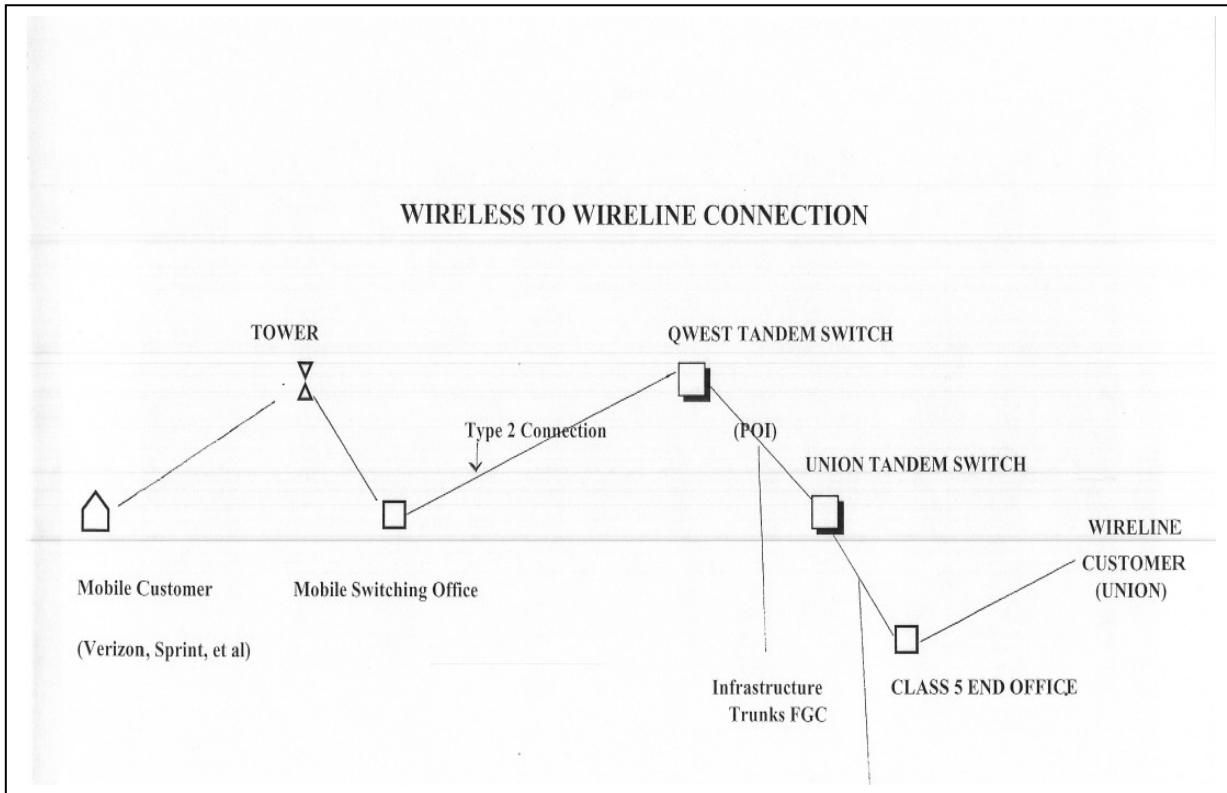 WIRELESS TO WIRELINE CONNECTION
TOWER
QWEST TANDEM SWITCH
Type 2 Connection
(POI)
UNION TANDEM SWITCH
WIRELINE
CUSTOMER
(UNION)
Mobile Customer
Mobile Switching Office
(Verizon, Sprint, et al)
Infrastructure
Trunks FGC
CLASS 5 END OFFICE